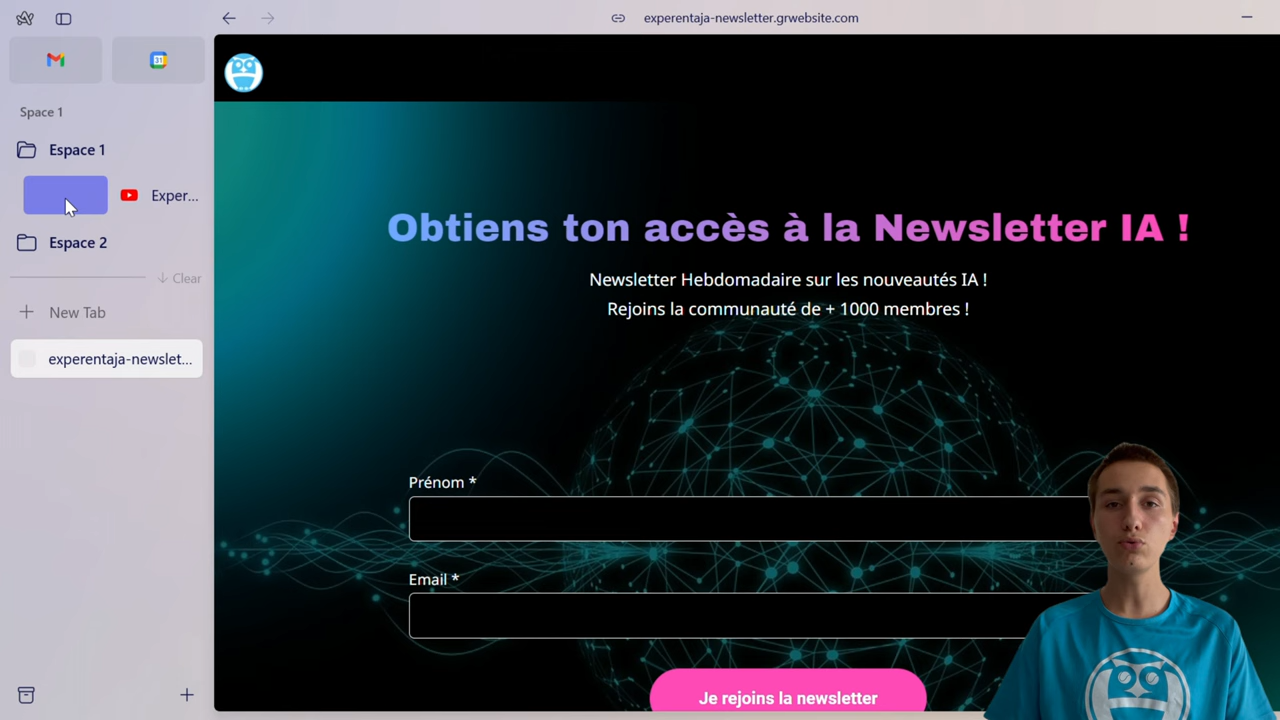 experentaja-newsletter.grwebsite.com
31
Space 1
Espace 1
Exper...
Espace 2
Clear
New Tab
experentaja-newslet...
Obtiens ton accès à la Newsletter IA !
Newsletter Hebdomadaire sur les nouveautés IA !
Rejoins la communauté de + 1000 membres !
Prénom *
Email *
Je rejoins la newsletter